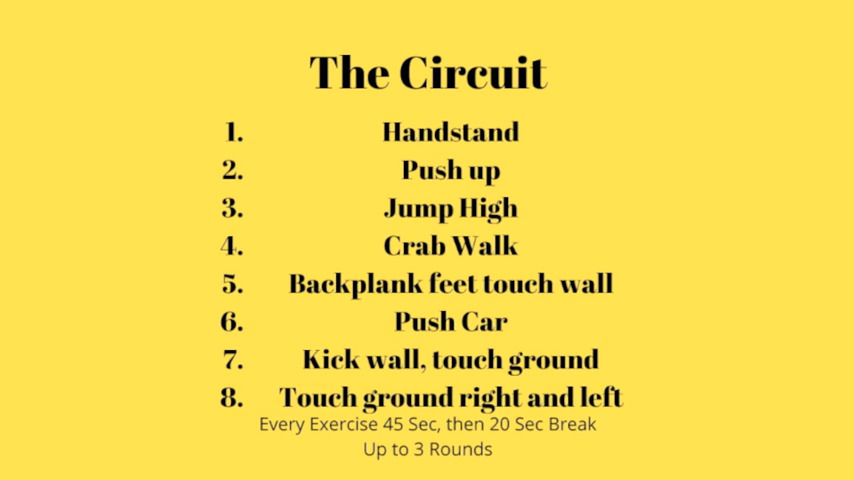 The Circuit
1. Handstand
2. Push up
3. Jump High
4. Crab Walk
5. Backplank feet touch wall
6. Push Car
7. Kick wall, touch ground
8. Touch ground right and left
Every Exercise 45 Sec, then 20 Sec Break
Up to 3 Rounds